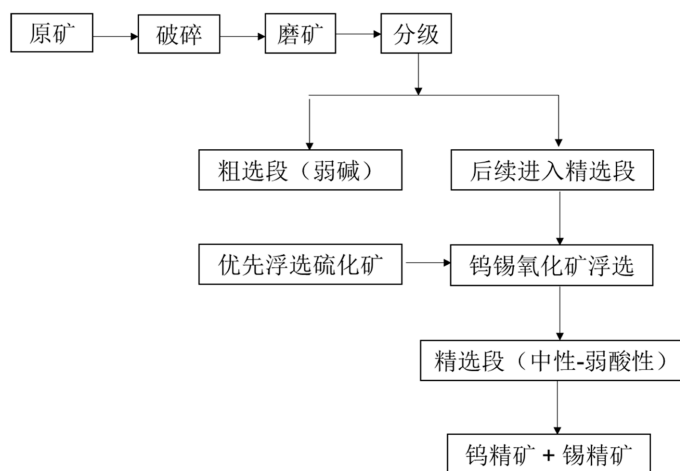 原矿
破碎
磨矿
分级
粗选段（弱碱）
后续进入精选段
优先浮选硫化矿
钨锡氧化矿浮选
精选段（中性-弱酸性）
钨精矿 + 锡精矿